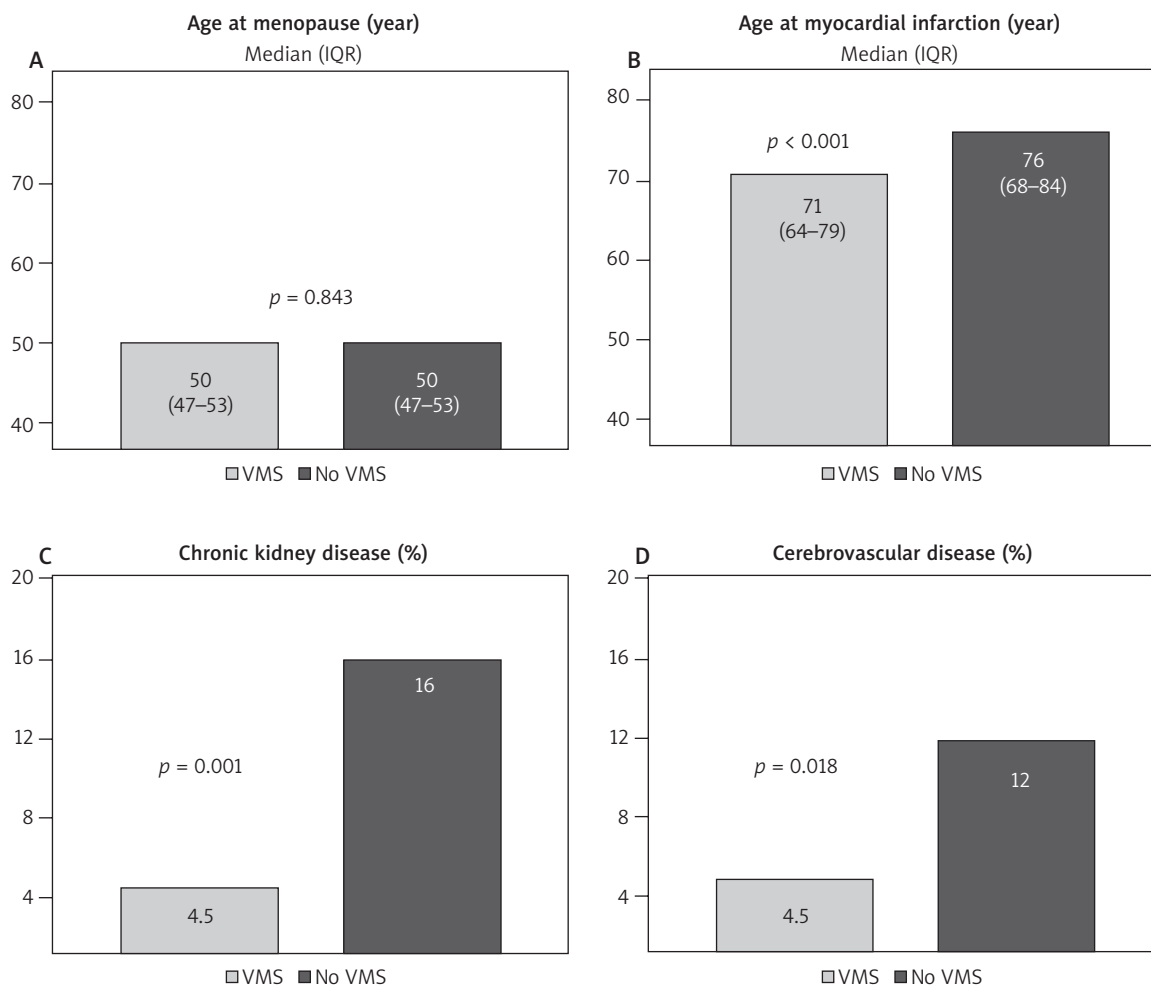 A
Age at menopause (year)
Median (IQR)
80
70
60
50
40
p = 0.843
50
(47–53)
50
(47–53)
VMS No VMS
B
Age at myocardial infarction (year)
Median (IQR)
80
70
60
50
40
p < 0.001
71
(64–79)
76
(68–84)
VMS No VMS
C
Chronic kidney disease (%)
20
16
12
8
4
p = 0.001
4.5
16
VMS No VMS
D
Cerebrovascular disease (%)
20
16
12
8
4
p = 0.018
4.5
12
VMS No VMS